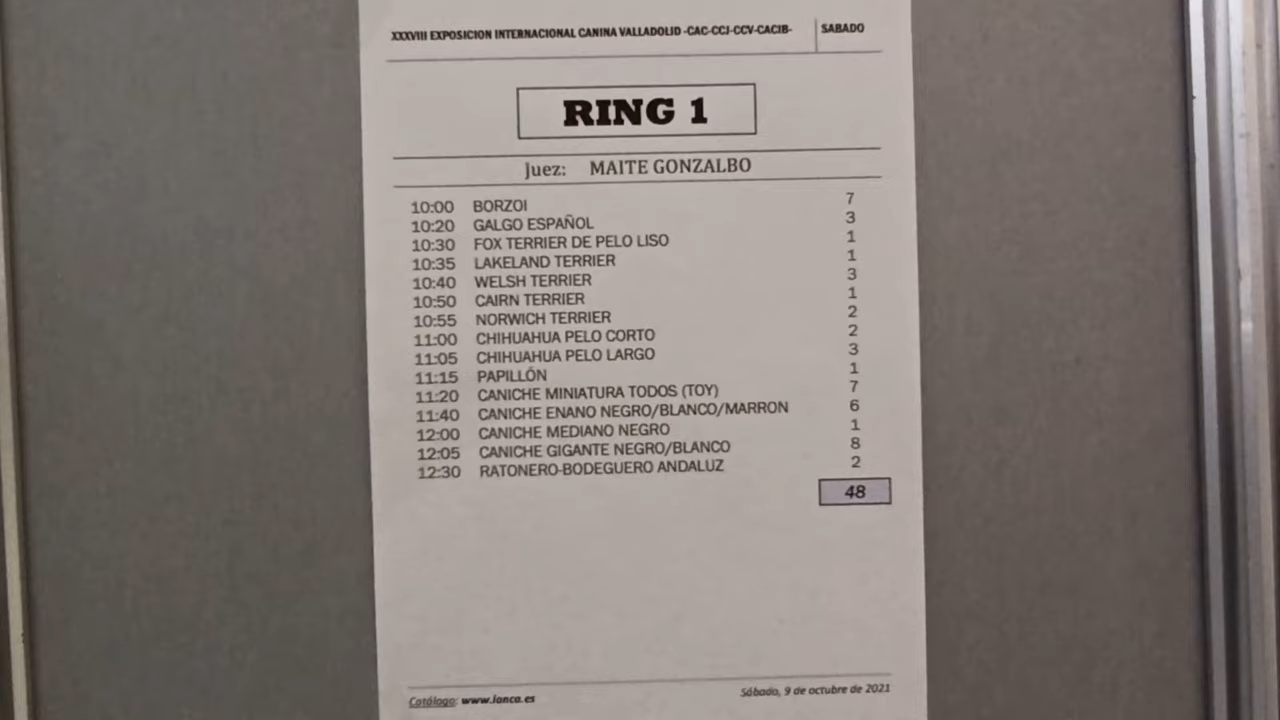 XXXVIII EXPOSICION INTERNACIONAL CANINA VALLADOLID -CAC-CCJ-CCV-CACIB- SABADO
RING 1
Juez: MAITE GONZALBO
10:00 BORZOI 7
10:20 GALGO ESPAÑOL 3
10:30 FOX TERRIER DE PELO LISO 1
10:35 LAKELAND TERRIER 1
10:40 WELSH TERRIER 3
10:50 CAIRN TERRIER 1
10:55 NORWICH TERRIER 2
11:00 CHIHUAHUA PELO CORTO 2
11:05 CHIHUAHUA PELO LARGO 3
11:15 PAPILLÓN 1
11:20 CANICHE MINIATURA TODOS (TOY) 7
11:40 CANICHE ENANO NEGRO/BLANCO/MARRON 6
12:00 CANICHE MEDIANO NEGRO 1
12:05 CANICHE GIGANTE NEGRO/BLANCO 8
12:30 RATONERO-BODEGUERO ANDALUZ 2
48
Catálogo: www.lanca.es Sábado, 9 de octubre de 2021